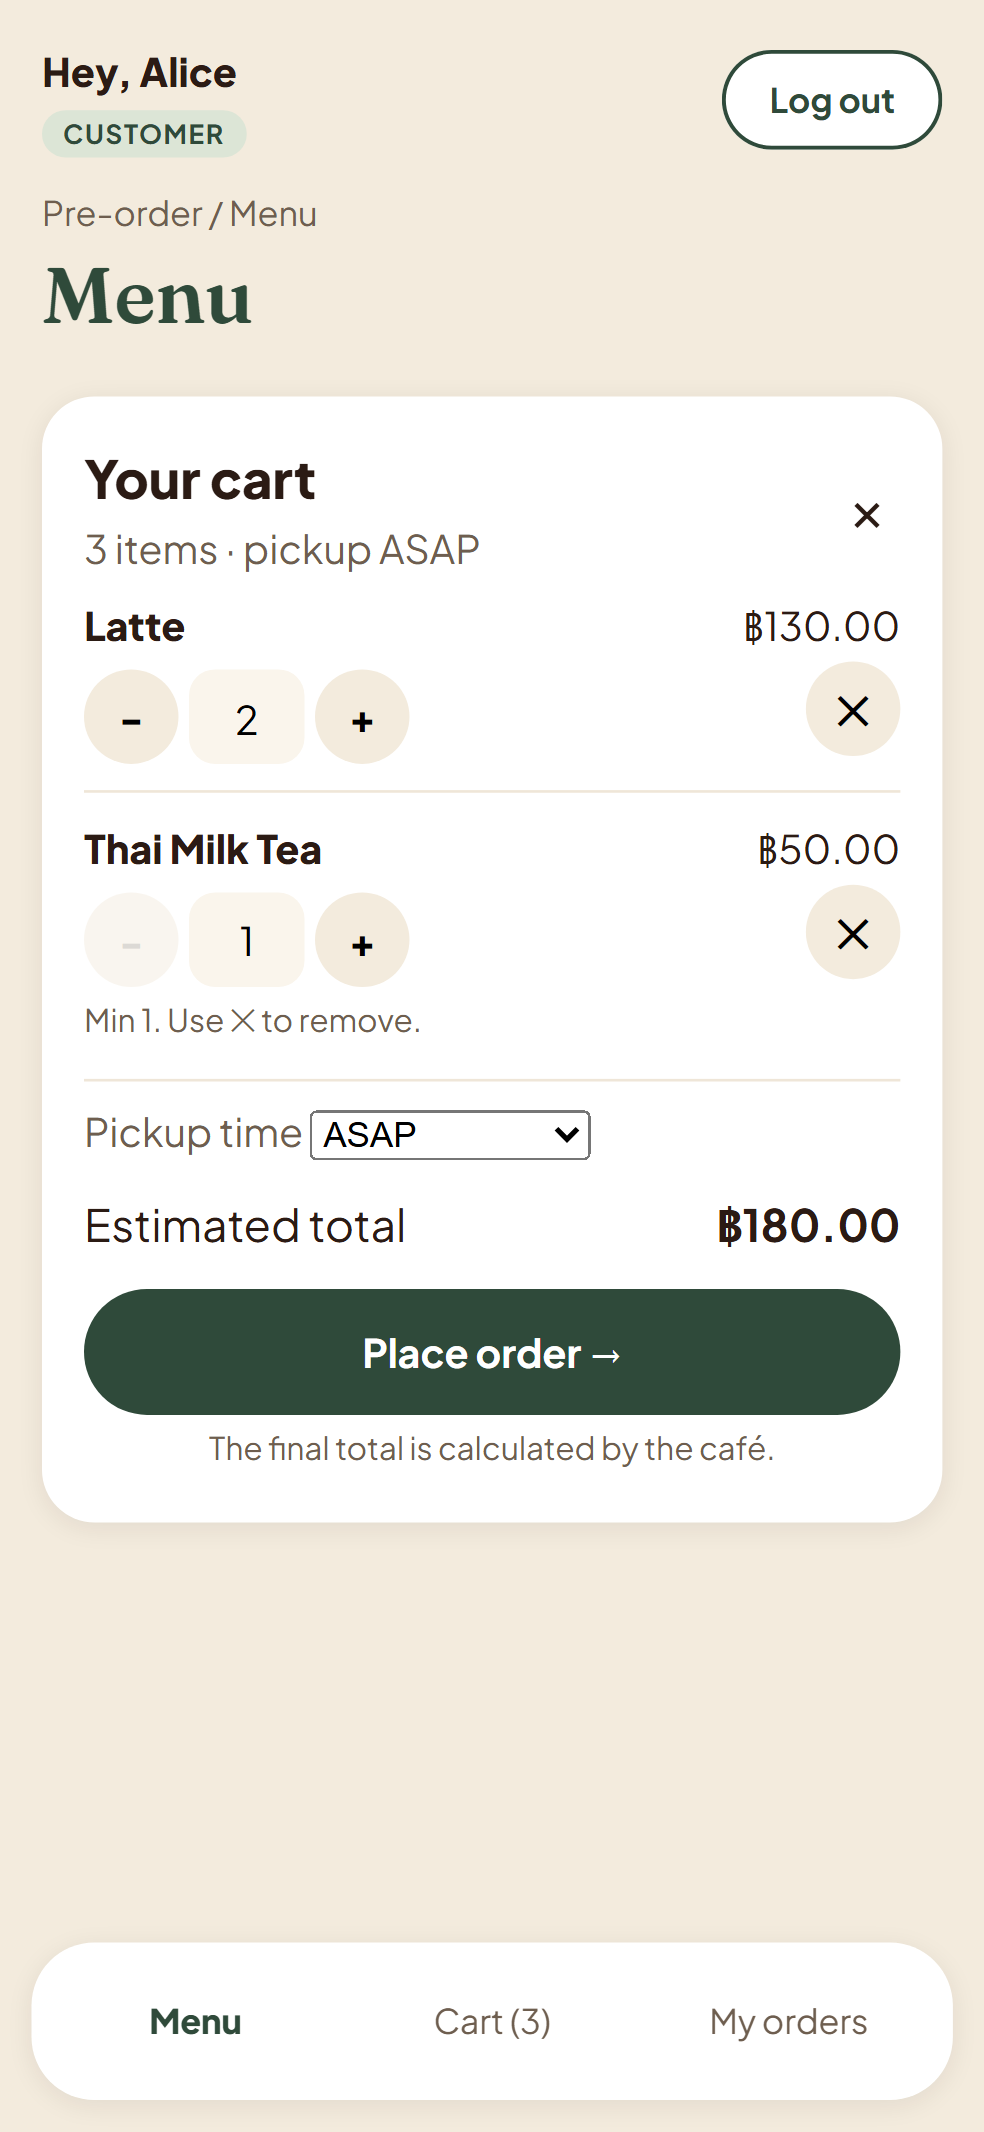 Hey, Alice
Log out
CUSTOMER
Pre-order / Menu
Menu
Your cart
×
3 items · pickup ASAP
Latte ฿130.00
- 2 + ×
Thai Milk Tea ฿50.00
- 1 + ×
Min 1. Use × to remove.
Pickup time ASAP
Estimated total ฿180.00
Place order →
The final total is calculated by the café.
Menu Cart (3) My orders